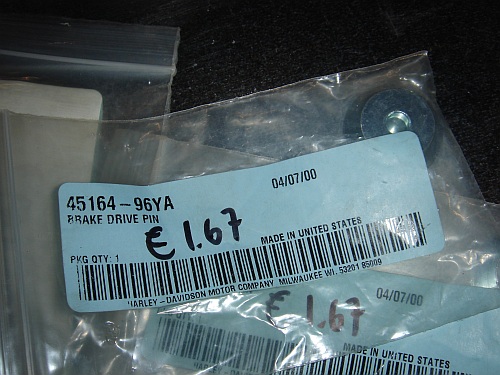 04/07/00
45164-96YA
BRAKE DRIVE PIN
€ 1.67
MADE IN UNITED STATES
PKG QTY: 1
HARLEY-DAVIDSON MOTOR COMPANY MILWAUKEE WI. 53201
04/07/00
€ 1.67
MADE IN UNITED STATES